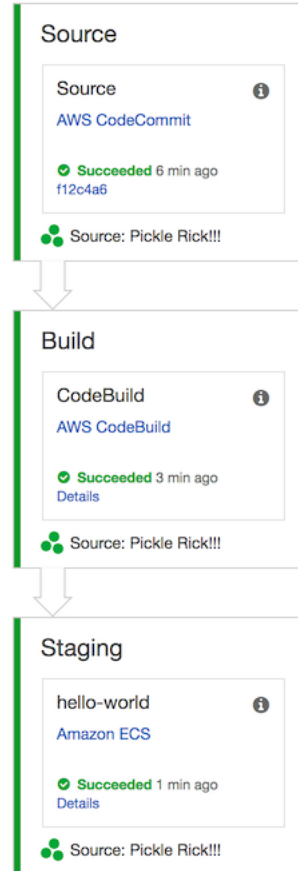 Source
Source
AWS CodeCommit
Succeeded 6 min ago
f12c4a6
Source: Pickle Rick!!!
Build
CodeBuild
AWS CodeBuild
Succeeded 3 min ago
Details
Source: Pickle Rick!!!
Staging
hello-world
Amazon ECS
Succeeded 1 min ago
Details
Source: Pickle Rick!!!